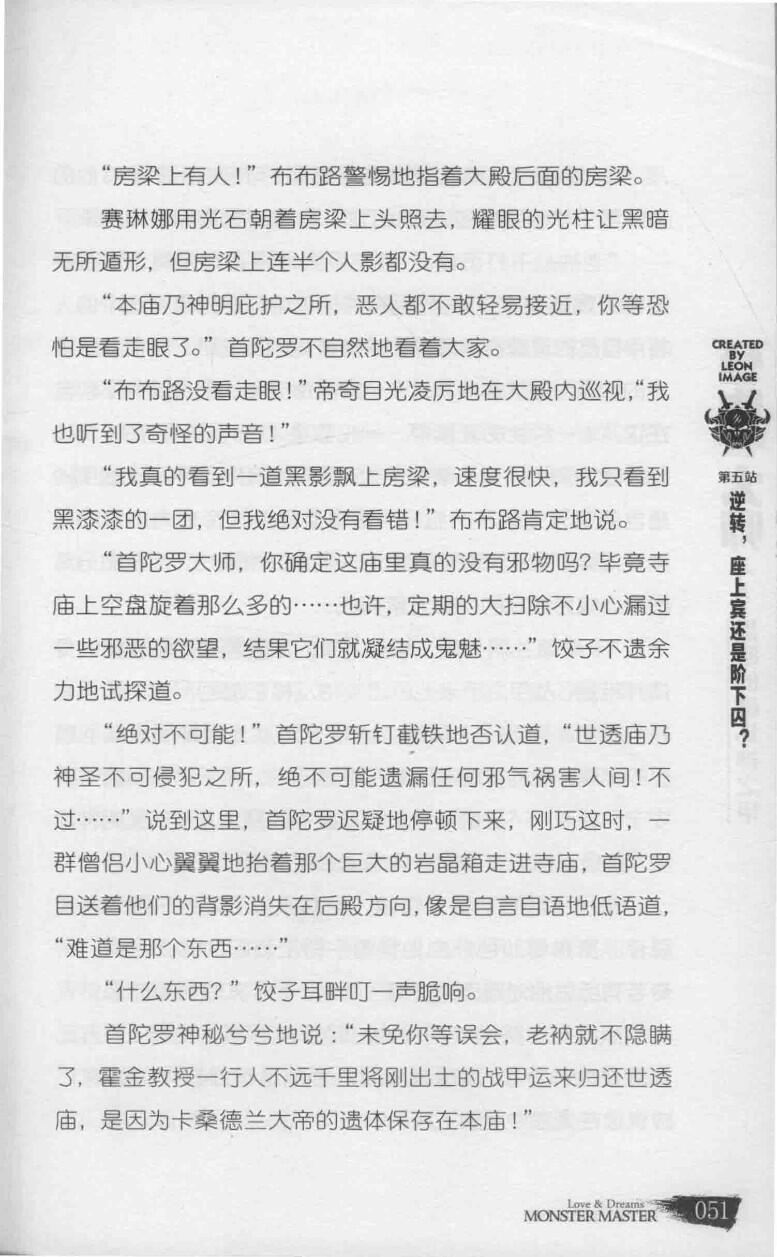 “房梁上有人！”布布路警惕地指着大殿后面的房梁。
赛琳娜用光石朝着房梁上头照去，耀眼的光柱让黑暗
无所遁形，但房梁上连半个人影都没有。
“本庙乃神明庇护之所，恶人都不敢轻易接近，你等恐
怕是看走眼了。”首陀罗不自然地看着大家。
“布布路没看走眼！”帝奇目光凌厉地在大殿内巡视，“我
也听到了奇怪的声音！”
“我真的看到一道黑影飘上房梁，速度很快，我只看到
黑漆漆的一团，但我绝对没有看错！”布布路肯定地说。
“首陀罗大师，你确定这庙里真的没有邪物吗？毕竟寺
庙上空盘旋着那么多的……也许，定期的大扫除不小心漏过
一些邪恶的欲望，结果它们就凝结成鬼魅……”饺子不遗余
力地试探道。
“绝对不可能！”首陀罗斩钉截铁地否认道，“世透庙乃
神圣不可侵犯之所，绝不可能遗漏任何邪气祸害人间！不
过……”说到这里，首陀罗迟疑地停顿下来，刚巧这时，一
群僧侣小心翼翼地抬着那个巨大的岩晶箱走进寺庙，首陀罗
目送着他们的背影消失在后殿方向，像是自言自语地低语道，
“难道是那个东西……”
“什么东西？”饺子耳畔叮一声脆响。
首陀罗神秘兮兮地说：“未免你等误会，老衲就不隐瞒
了，霍金教授一行人不远千里将刚出土的战甲运来归还世透
庙，是因为卡桑德兰大帝的遗体保存在本庙！”
CREATED
BY
LEON
IMAGE
第五站
逆转，座上宾还是阶下囚？
Love & Dreams
MONSTER MASTER
051